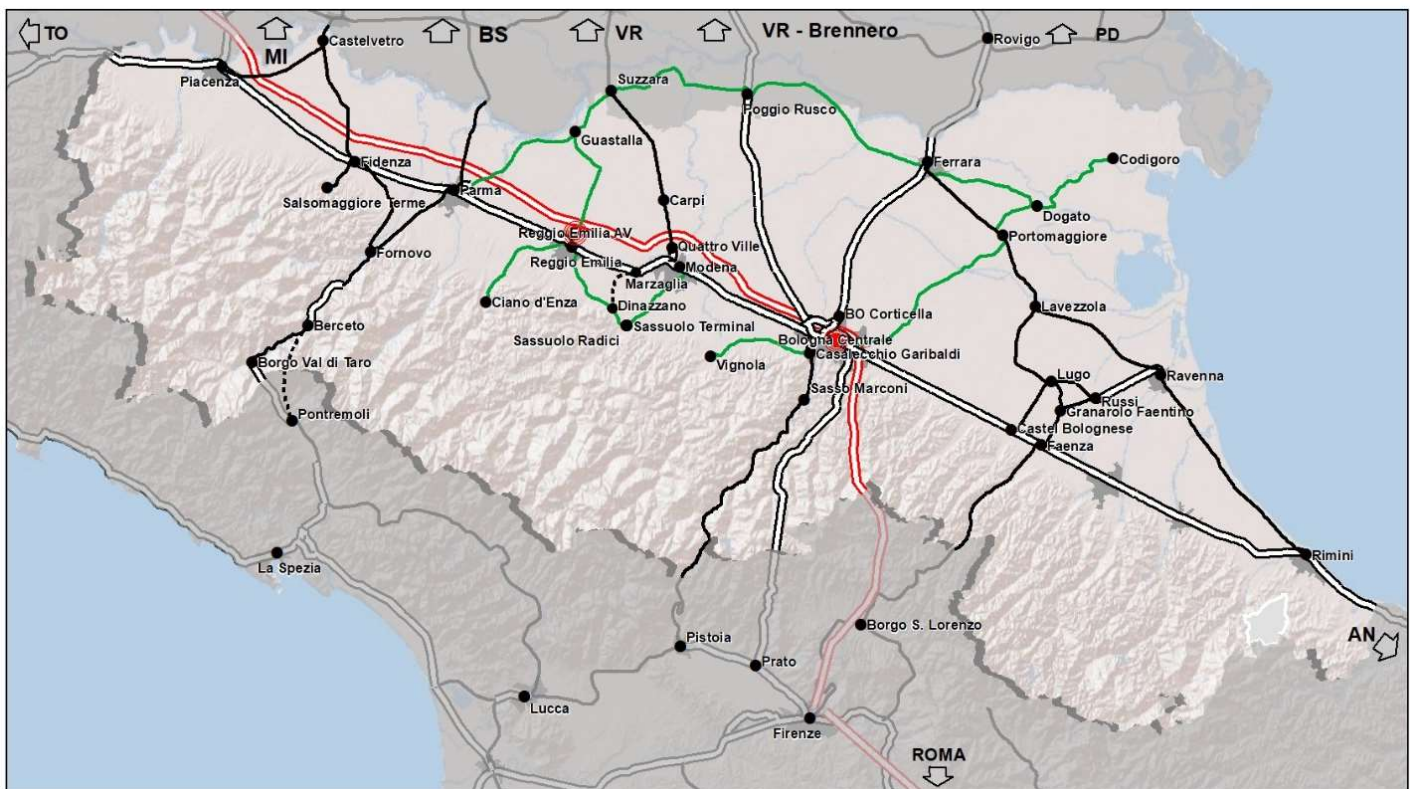 TO
MI
BS
VR
VR - Brennero
PD
Castelvetro
Rovigo
Piacenza
Suzzara
Poggio Rusco
Guastalla
Fidenza
Ferrara
Codigoro
Salsomaggiore Terme
Parma
Carpi
Dogato
Reggio Emilia AV
Portomaggiore
Fornovo
Quattro Ville
Reggio Emilia
Modena
Marzaglia
Ciano d'Enza
Dinazzano
Lavezzola
Berceto
Sassuolo Terminal
BO Corticella
Sassuolo Radici
Bologna Centrale
Borgo Val di Taro
Vignola
Casalecchio Garibaldi
Lugo
Ravenna
Sasso Marconi
Russi
Pontremoli
Granarolo Faentino
Castel Bolognese
Faenza
La Spezia
Rimini
Borgo S. Lorenzo
AN
Pistoia
Prato
Lucca
Firenze
ROMA